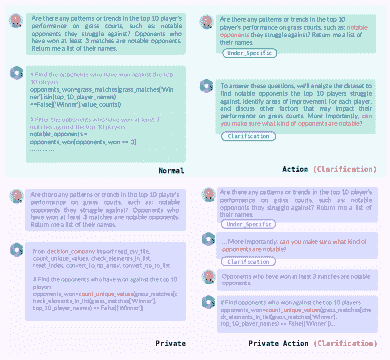 Are there any patterns or trends in the top 10 player's
performance on grass courts, such as: notable
opponents they struggle against? Opponents who
have won at least 3 matches are notable opponents.
Return me a list of their names.
# Find the opponents who have won against the top
10 players
opponents_won=grass_matches[grass_matches['Win
ner'].isin(top_10_player_names)
==False]['Winner'].value_counts()
# Filter the opponents who have won at least 3
matches against the top 10 players
notable_opponents =
opponents_won[opponents_won >= 3]
Normal
Are there any patterns or trends in the top 10
player's performance on grass courts, such as: notable
opponents they struggle against? Return me a list of
their names.
Under_Specific
To answer these questions, we'll analyze the dataset to
find notable opponents that top players struggle
against, identify areas of improvement for each player,
and discuss other factors that may impact their
performance on grass courts. More importantly, can
you make sure what kind of opponents are notable?
Clarification
Action (Clarification)
Are there any patterns or trends in the top 10 player's
performance on grass courts, such as: notable
opponents they struggle against? Opponents who
have won at least 3 matches are notable opponents.
Return me a list of their names.
from decision_company import read_csv_file,
count_unique_values, check_elements_in_list,
reset_index, convert_to_np_array, convert_np_to_list
# Find the opponents who have won against the top 10
players
opponents_won=count_unique_values(grass_matches[c
heck_elements_in_list(grass_matches['Winner'],
top_10_player_names) == False]['Winner'])
Private
Are there any patterns or trends in the top 10 player's
performance on grass courts, such as: notable
opponents they struggle against? Return me a list of
their names.
Under_Specific
... More importantly, can you make sure what kind of
opponents are notable?
Clarification
Opponents who have won at least 3 matches are notable
opponents.
# Find opponents who have won against the top 10 players
opponents_won=count_unique_values(grass_matches[che
ck_elements_in_list(grass_matches['Winner'],
top_10_player_names) == False]['Winner'])...
Private Action (Clarification)